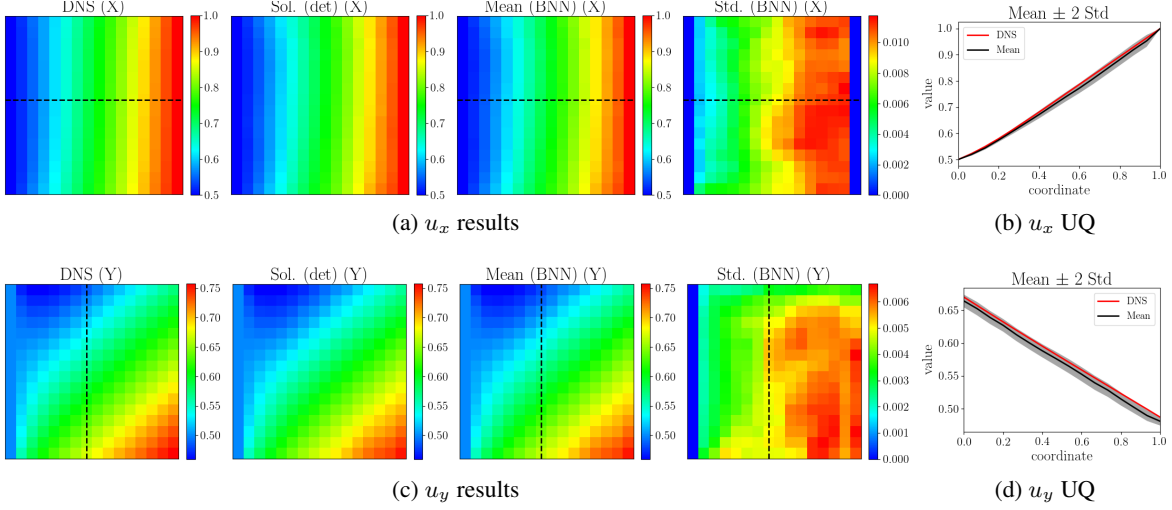 DNS (X)
Sol. (det) (X)
Mean (BNN) (X)
Std. (BNN) (X)
Mean ± 2 Std
1.0
0.9
0.8
0.7
0.6
0.5
1.0
0.9
0.8
0.7
0.6
0.5
1.0
0.9
0.8
0.7
0.6
0.5
0.010
0.008
0.006
0.004
0.002
0.000
value
1.0
0.9
0.8
0.7
0.6
0.5
DNS
Mean
0.0 0.2 0.4 0.6 0.8 1.0
coordinate
(a) u_x results
(b) u_x UQ
DNS (Y)
Sol. (det) (Y)
Mean (BNN) (Y)
Std. (BNN) (Y)
Mean ± 2 Std
0.75
0.70
0.65
0.60
0.55
0.50
0.75
0.70
0.65
0.60
0.55
0.50
0.75
0.70
0.65
0.60
0.55
0.50
0.006
0.005
0.004
0.003
0.002
0.001
0.000
value
0.65
0.60
0.55
0.50
DNS
Mean
0.0 0.2 0.4 0.6 0.8 1.0
coordinate
(c) u_y results
(d) u_y UQ